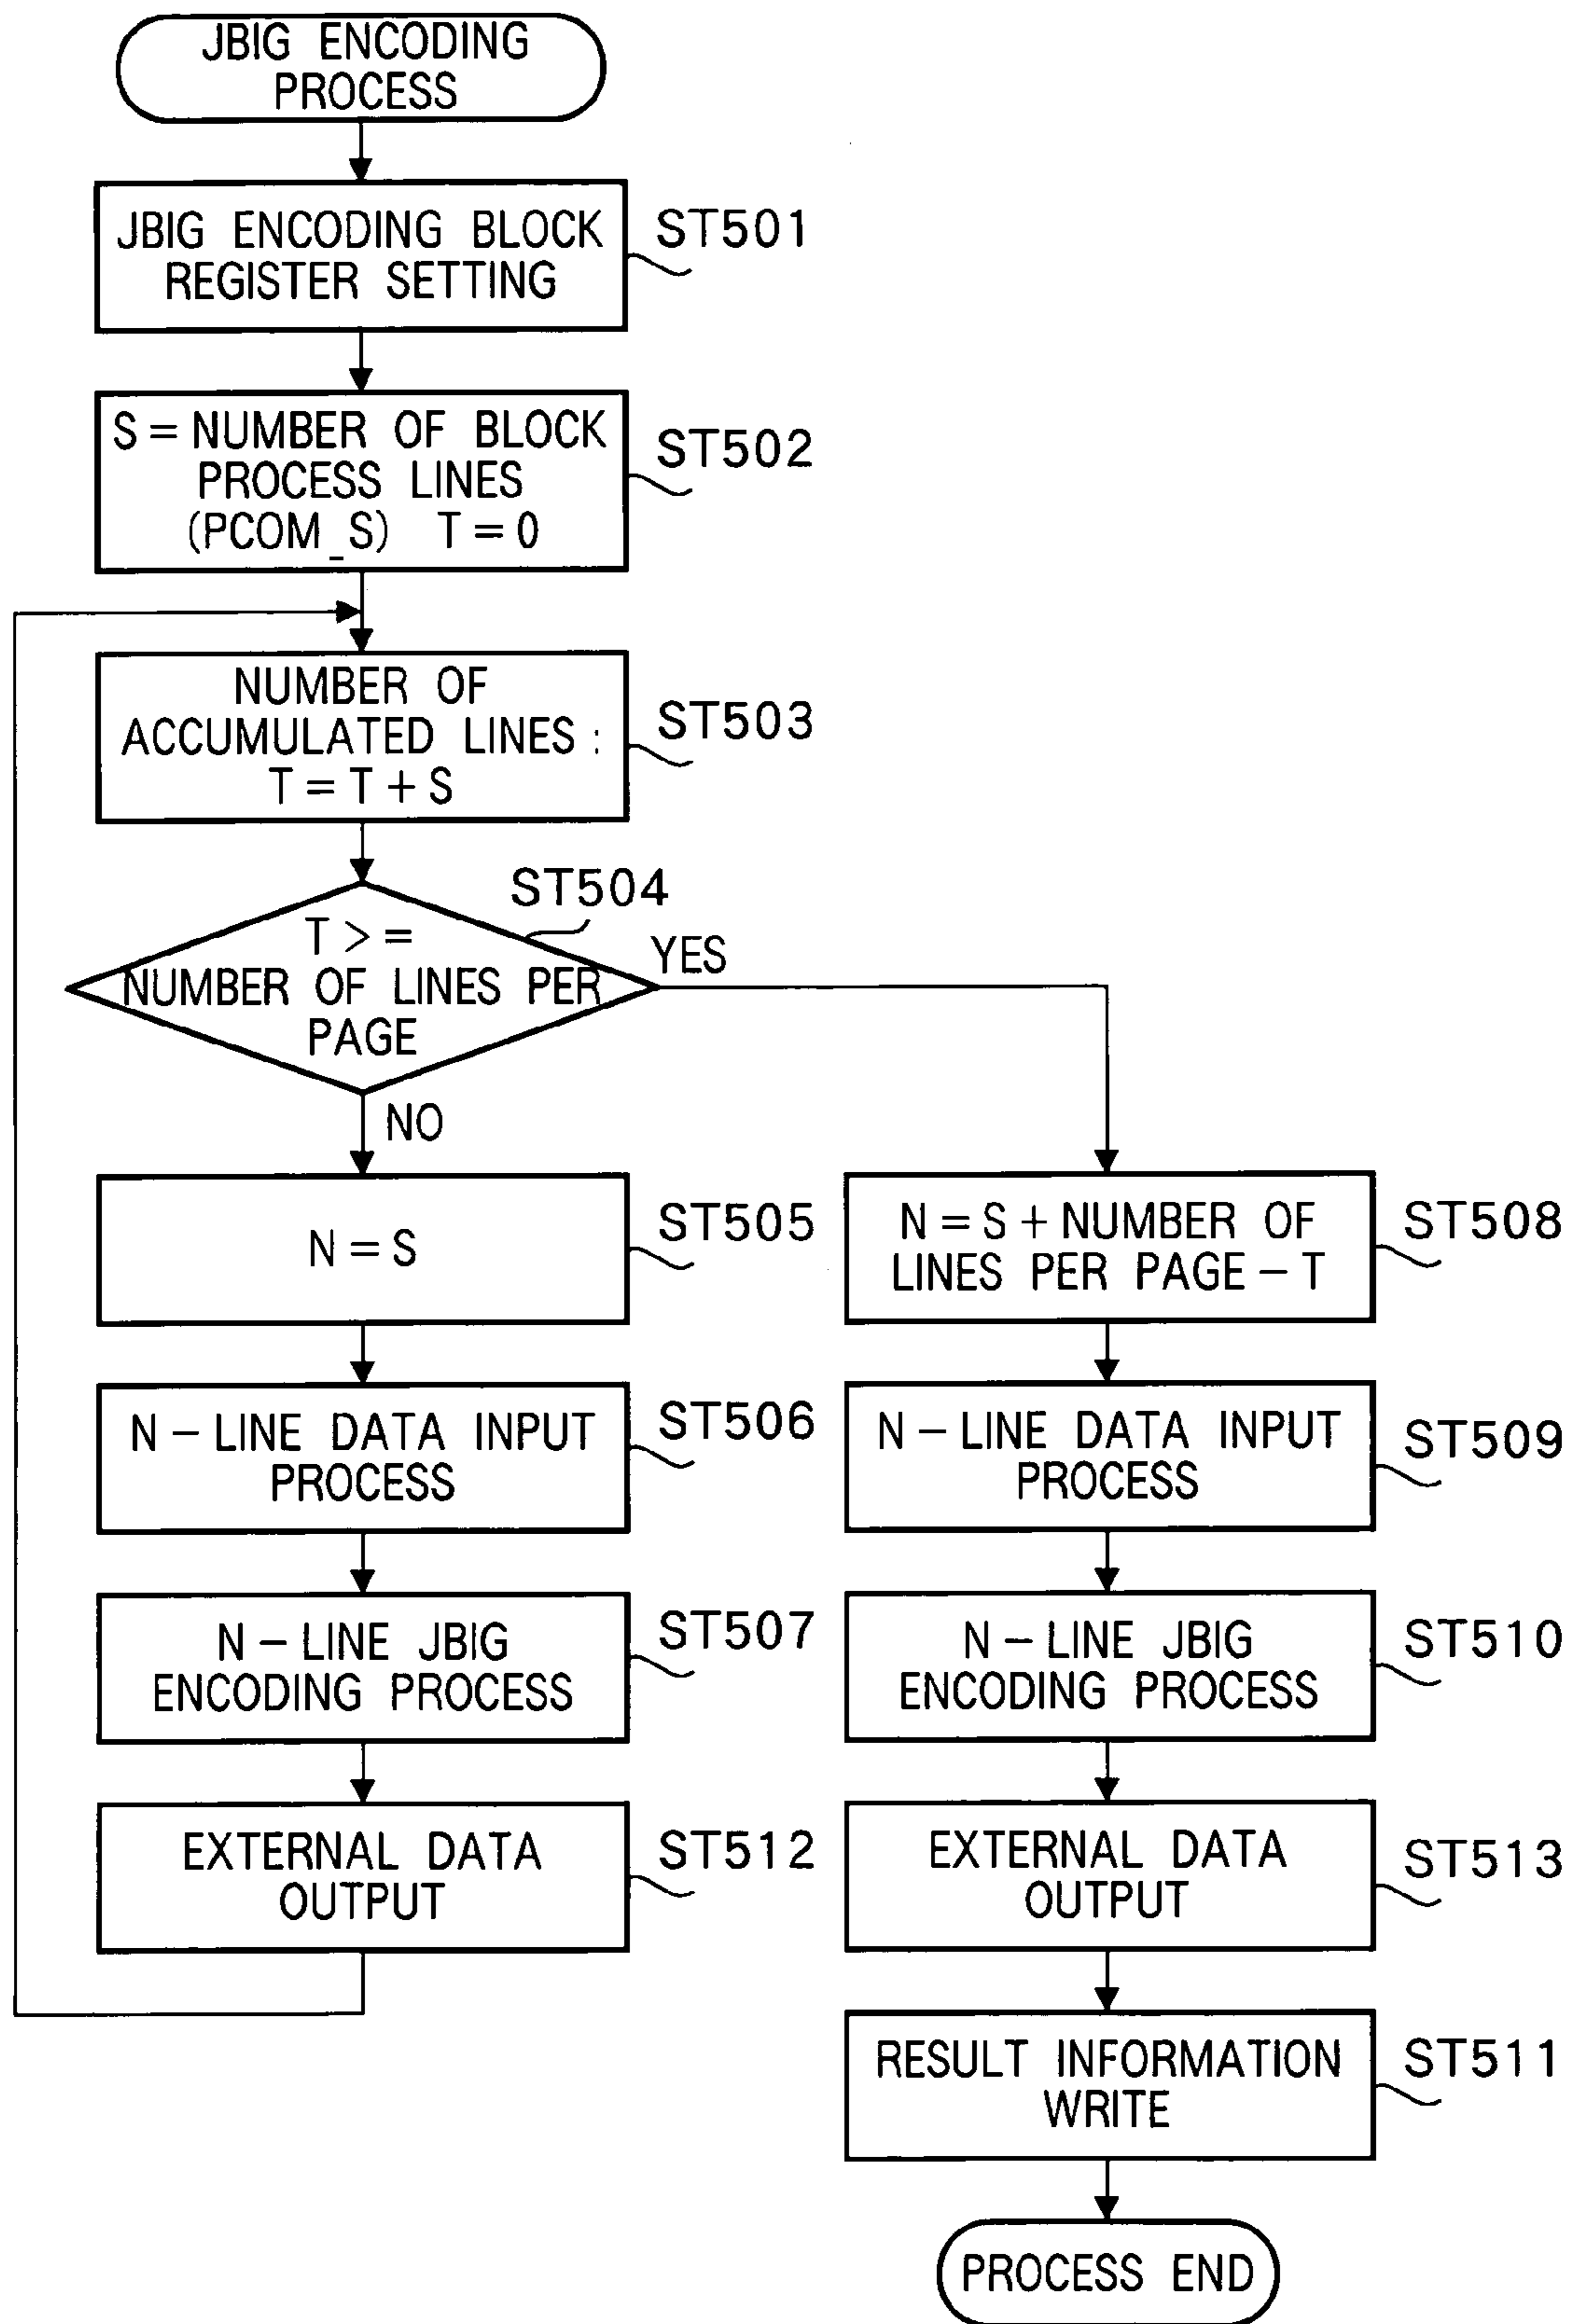 JBIG ENCODING
PROCESS
JBIG ENCODING BLOCK
REGISTER SETTING
ST501
S = NUMBER OF BLOCK
PROCESS LINES
(PCOM_S) T = 0
ST502
NUMBER OF
ACCUMULATED LINES :
T = T + S
ST503
ST504
T > =
NUMBER OF LINES PER
PAGE
YES
NO
N = S
ST505
N – LINE DATA INPUT
PROCESS
ST506
N – LINE JBIG
ENCODING PROCESS
ST507
EXTERNAL DATA
OUTPUT
ST512
N = S + NUMBER OF
LINES PER PAGE – T
ST508
N – LINE DATA INPUT
PROCESS
ST509
N – LINE JBIG
ENCODING PROCESS
ST510
EXTERNAL DATA
OUTPUT
ST513
RESULT INFORMATION
WRITE
ST511
PROCESS END